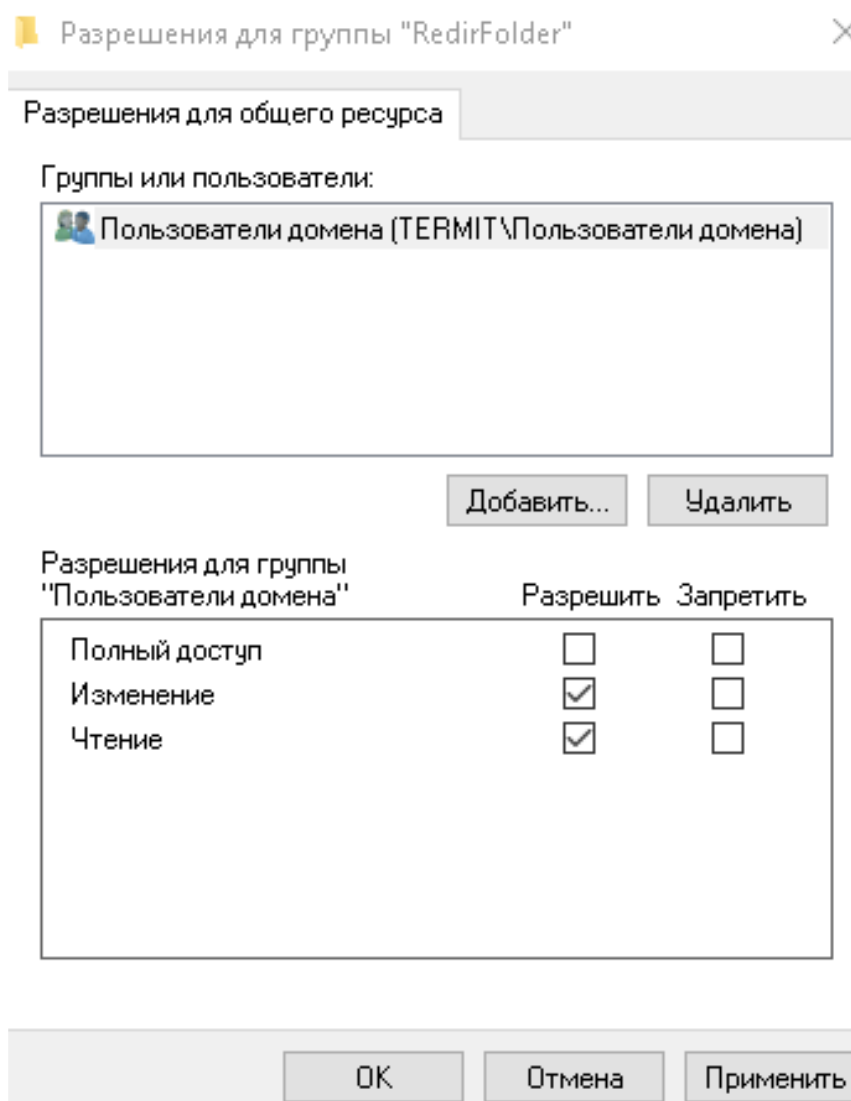 Разрешения для группы "RedirFolder"
Разрешения для общего ресурса
Группы или пользователи:
Пользователи домена (TERMIT\Пользователи домена)
Добавить...
Удалить
Разрешения для группы
"Пользователи домена"
Разрешить
Запретить
Полный доступ
Изменение
Чтение
OK
Отмена
Применить